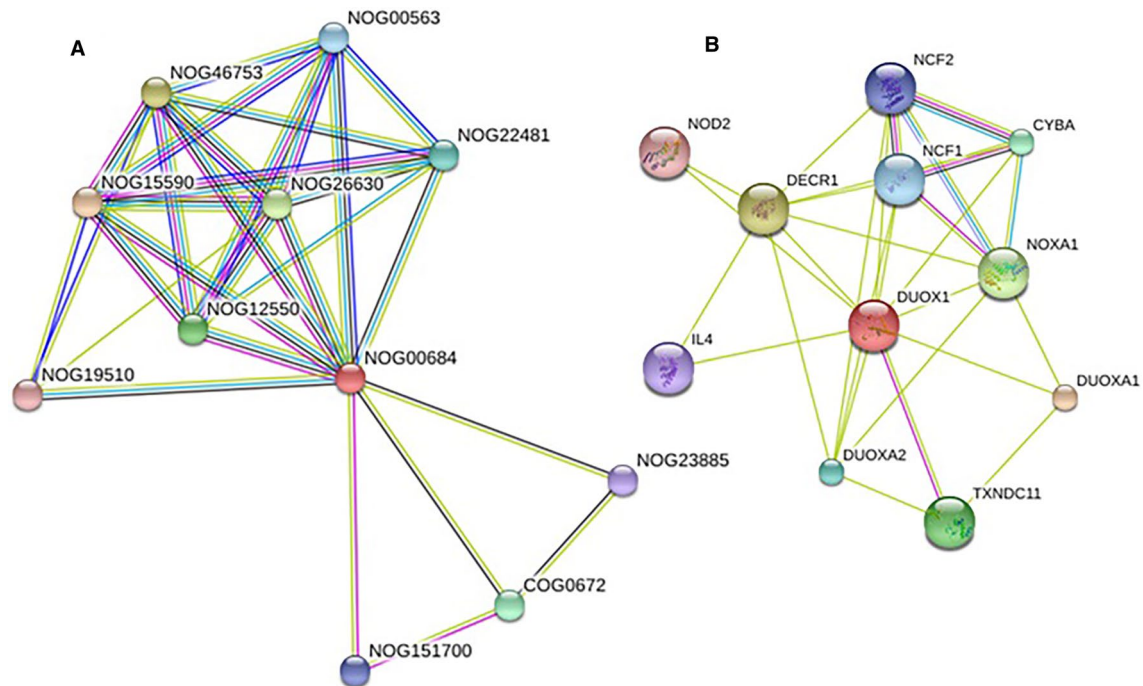 A
NOG00563
NOG46753
NOG22481
NOG15590
NOG26630
NOG12550
NOG00684
NOG19510
NOG23885
COG0672
NOG151700
B
NCF2
NOD2
CYBA
NCF1
DECR1
NOXA1
DUOX1
IL4
DUOXA1
DUOXA2
TXNDC11